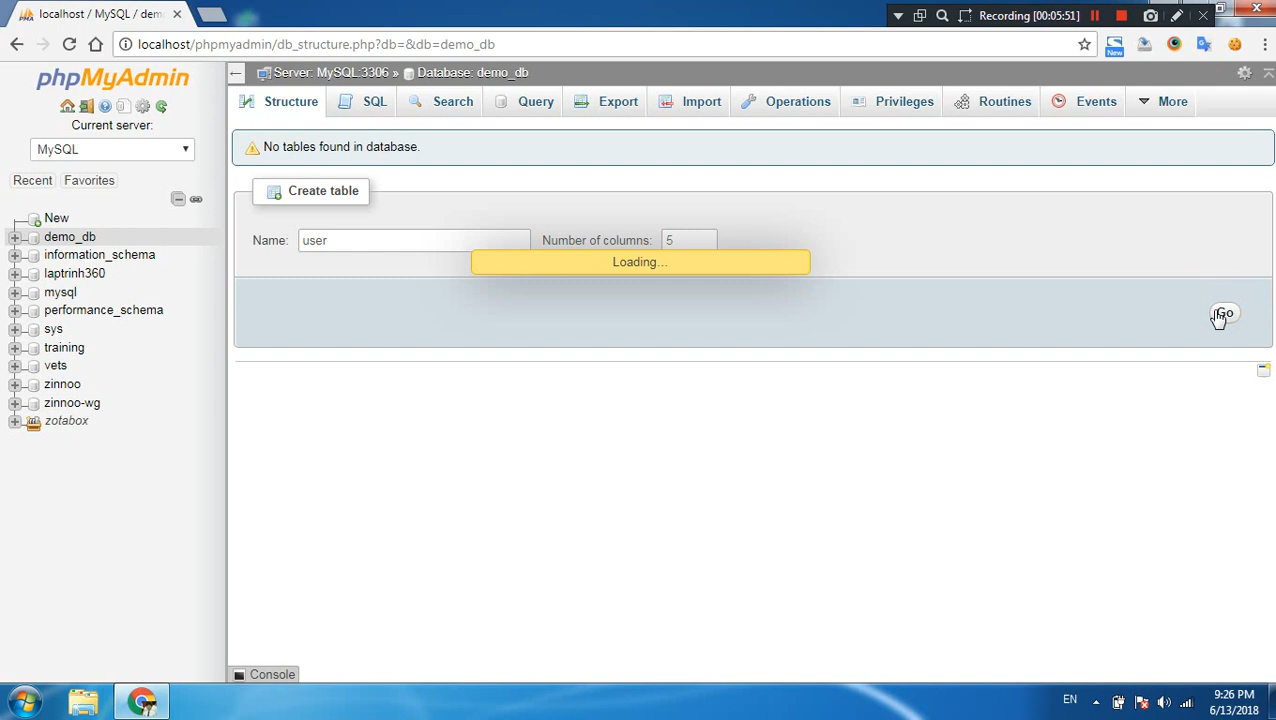 localhost / MySQL / dem
Recording (00:05:51)
localhost/phpmyadmin/db_structure.php?db=&db=demo_db
New
phpMyAdmin
Current server:
MySQL
Recent
Favorites
New
demo_db
information_schema
laptrinh360
mysql
performance_schema
sys
training
vets
zinnoo
zinnoo-wg
zotabox
Server: MySQL:3306 » Database: demo_db
Structure
SQL
Search
Query
Export
Import
Operations
Privileges
Routines
Events
More
No tables found in database.
Create table
Name: user
Number of columns: 5
Loading...
Go
Console
EN
9:26 PM
6/13/2018